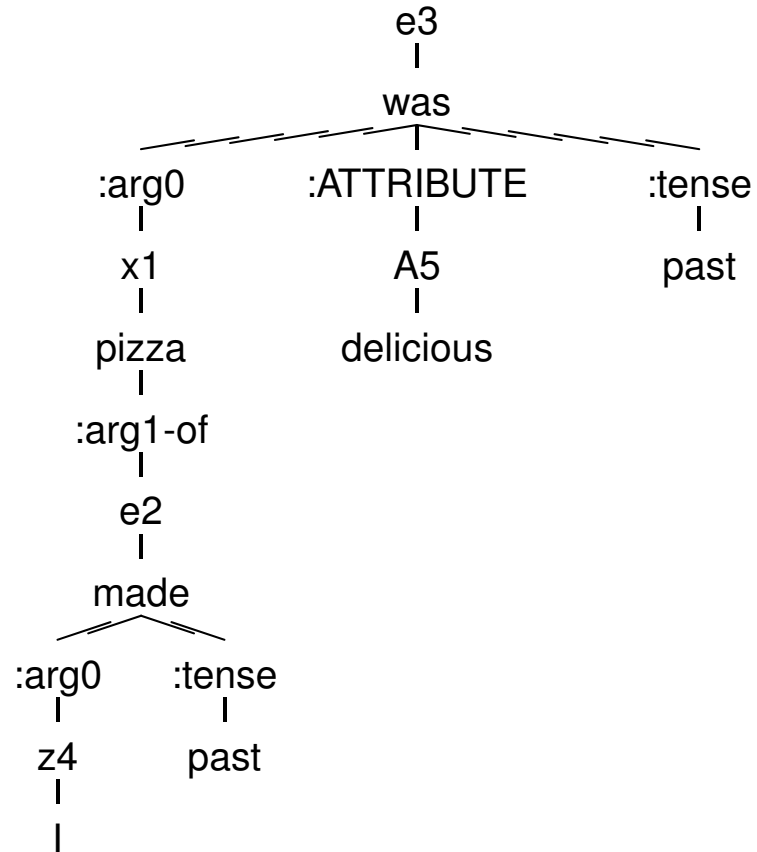 e3
was
:arg0 :ATTRIBUTE :tense
x1 A5 past
pizza delicious
:arg1-of
e2
made
:arg0 :tense
z4 past
I